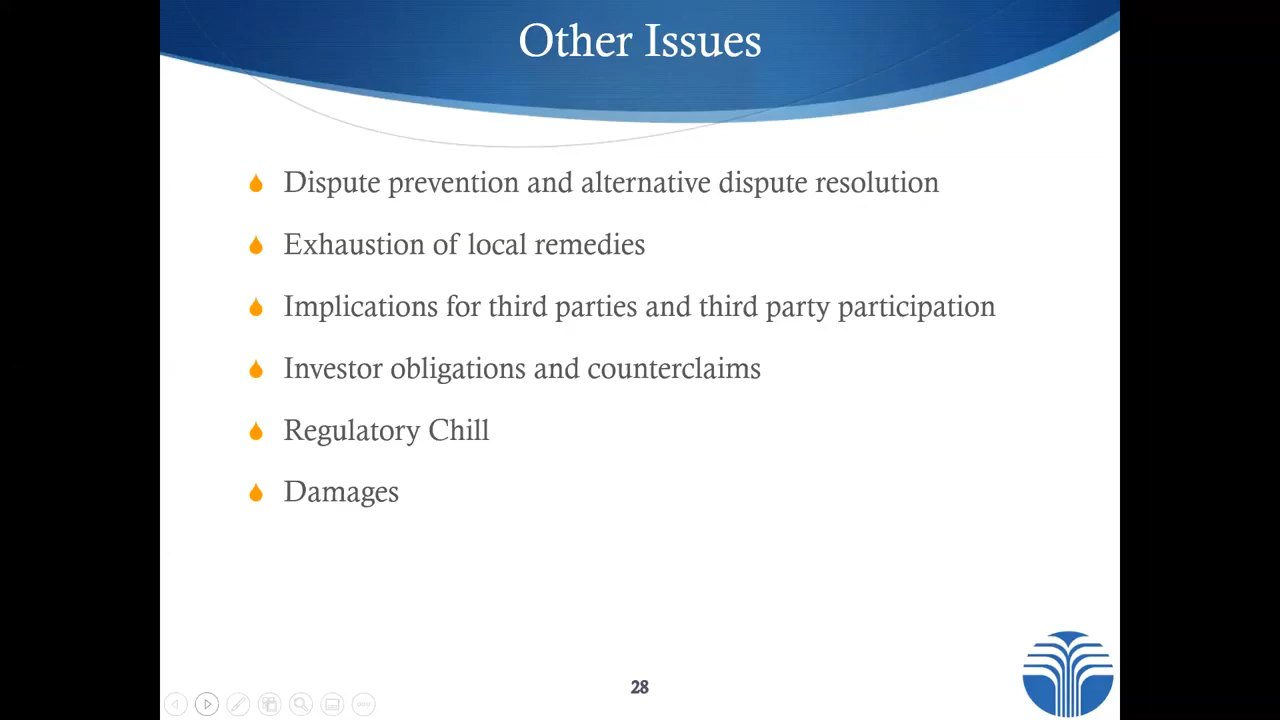 Other Issues
Dispute prevention and alternative dispute resolution
Exhaustion of local remedies
Implications for third parties and third party participation
Investor obligations and counterclaims
Regulatory Chill
Damages
28